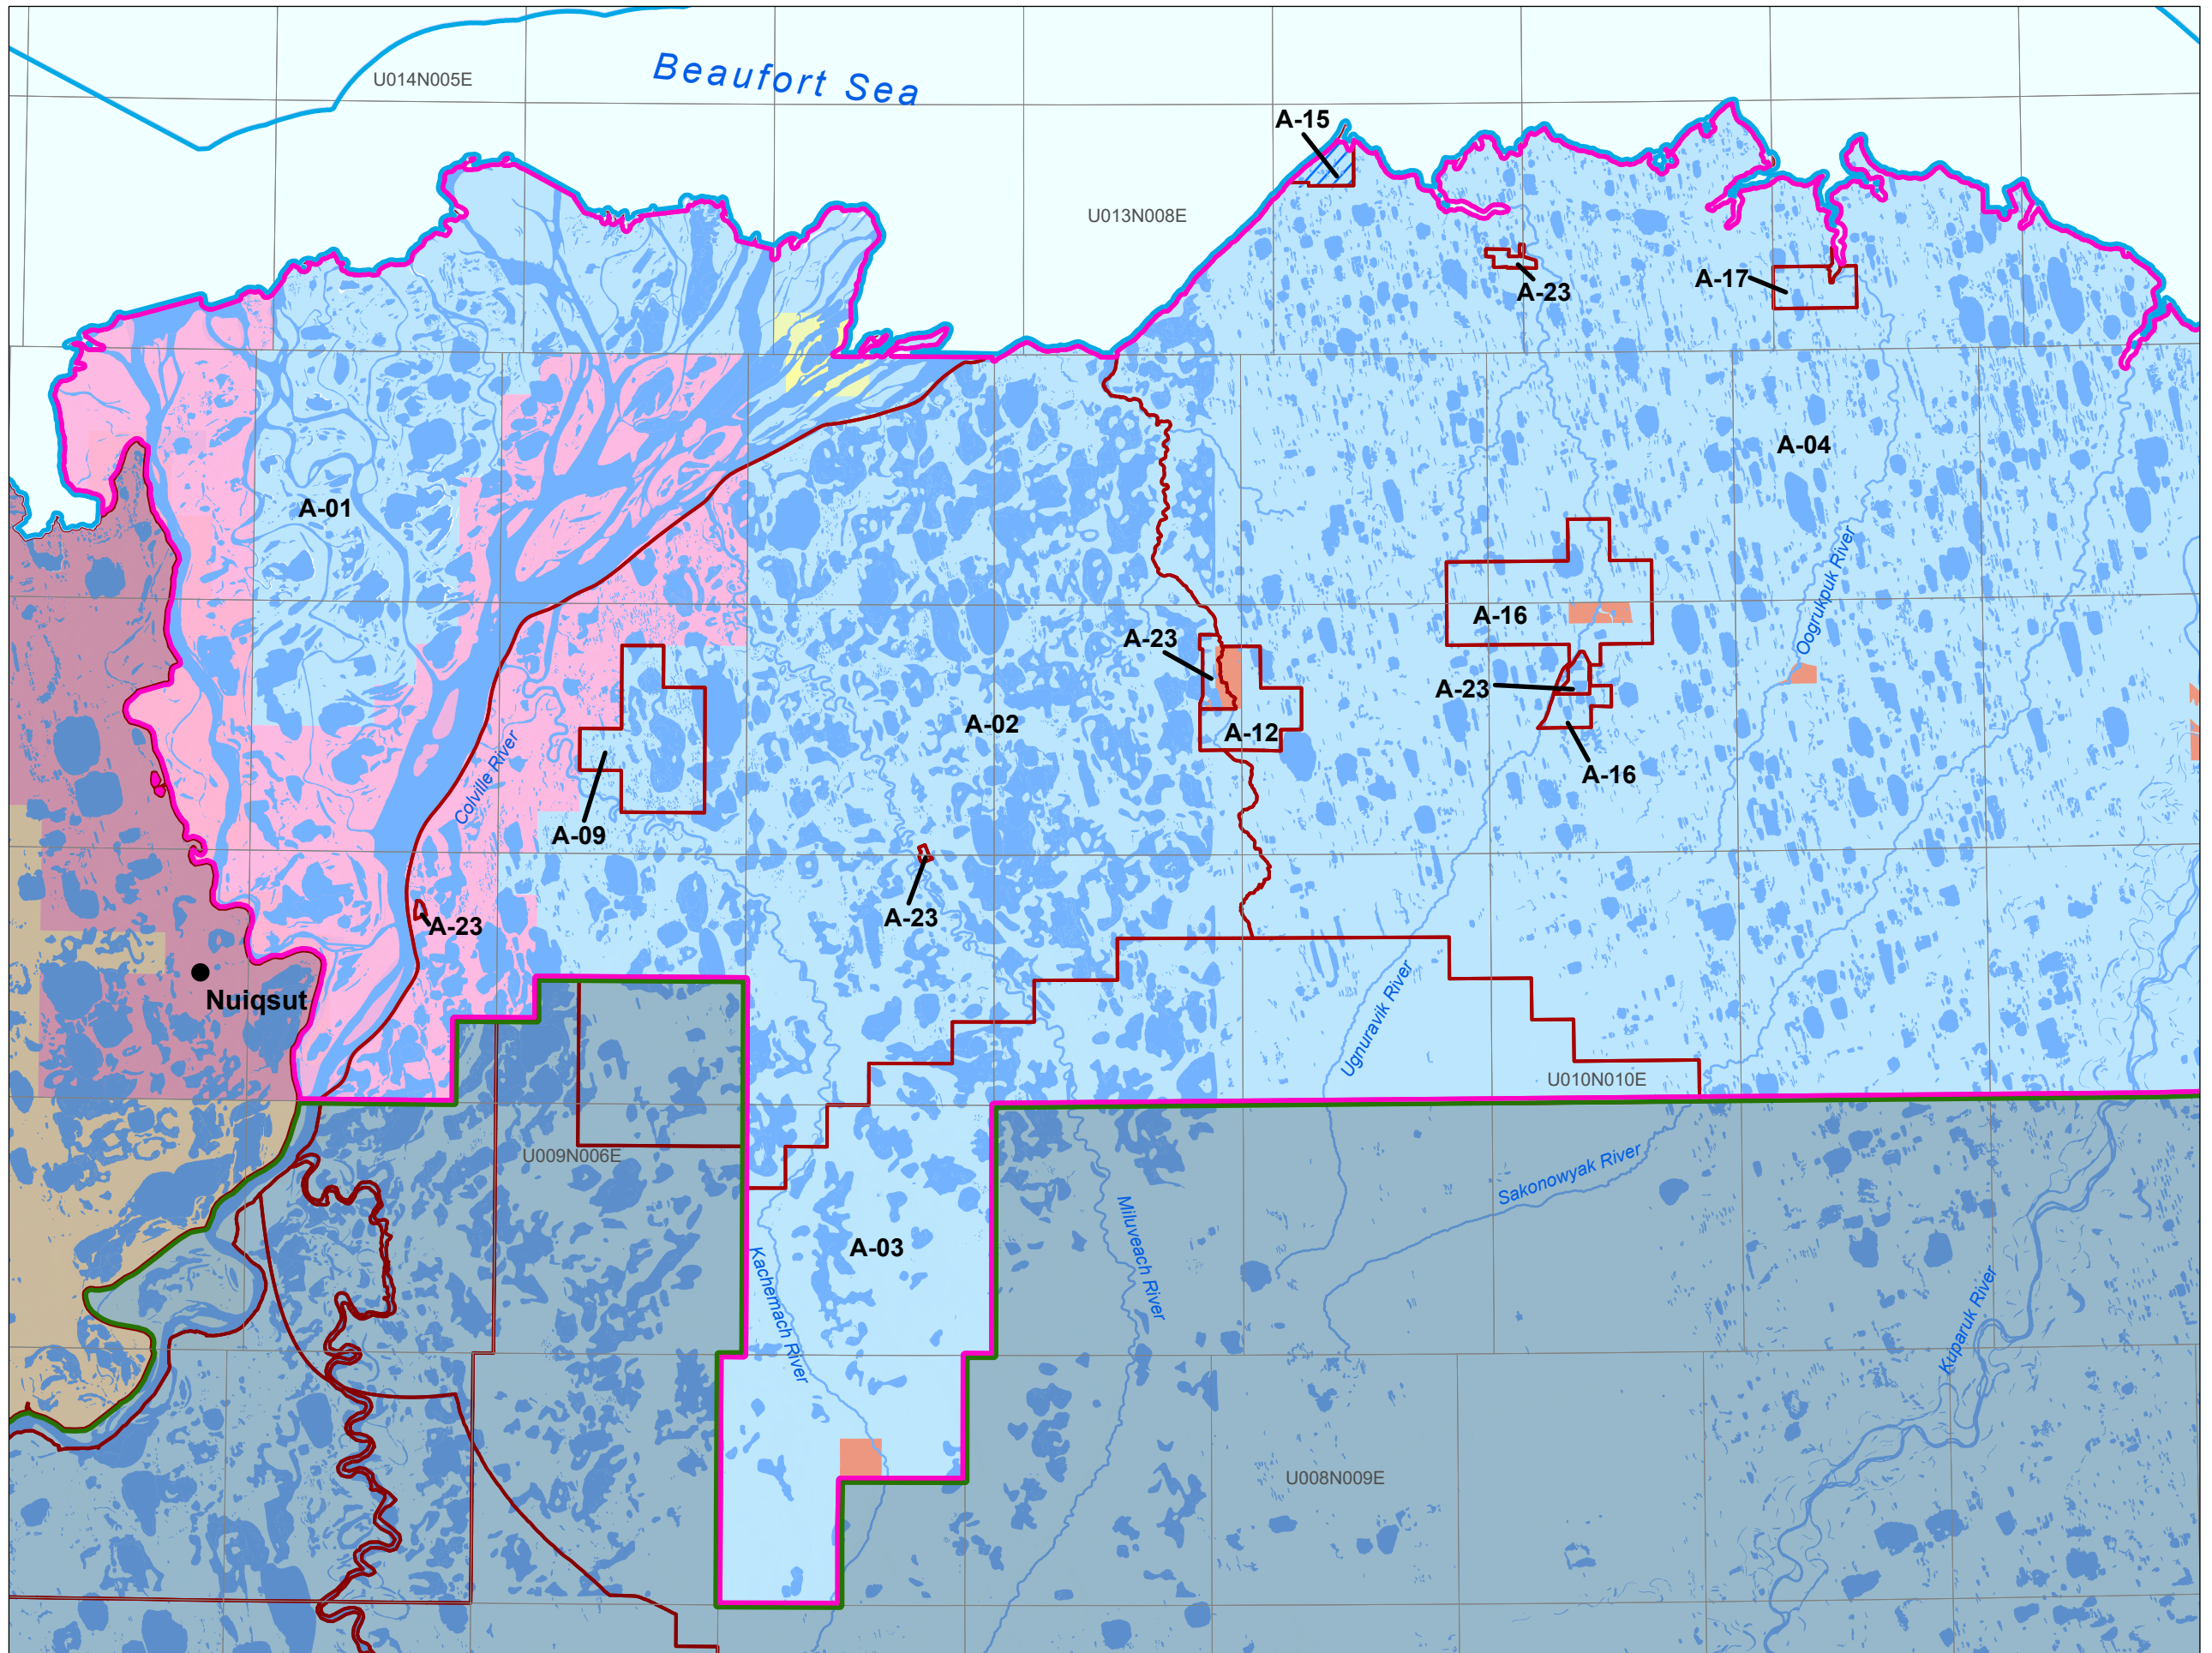 U014N005E
Beaufort Sea
A-15
U013N008E
A-23
A-17
A-04
A-01
Oogrukpuk River
A-16
A-23
A-23
A-02
A-12
A-16
Colville River
A-09
A-23
A-23
Nuiqsut
Ugnuravik River
U010N010E
U009N006E
Sakonowyak River
Miluveach River
A-03
Kachemach River
Kuparuk River
U008N009E